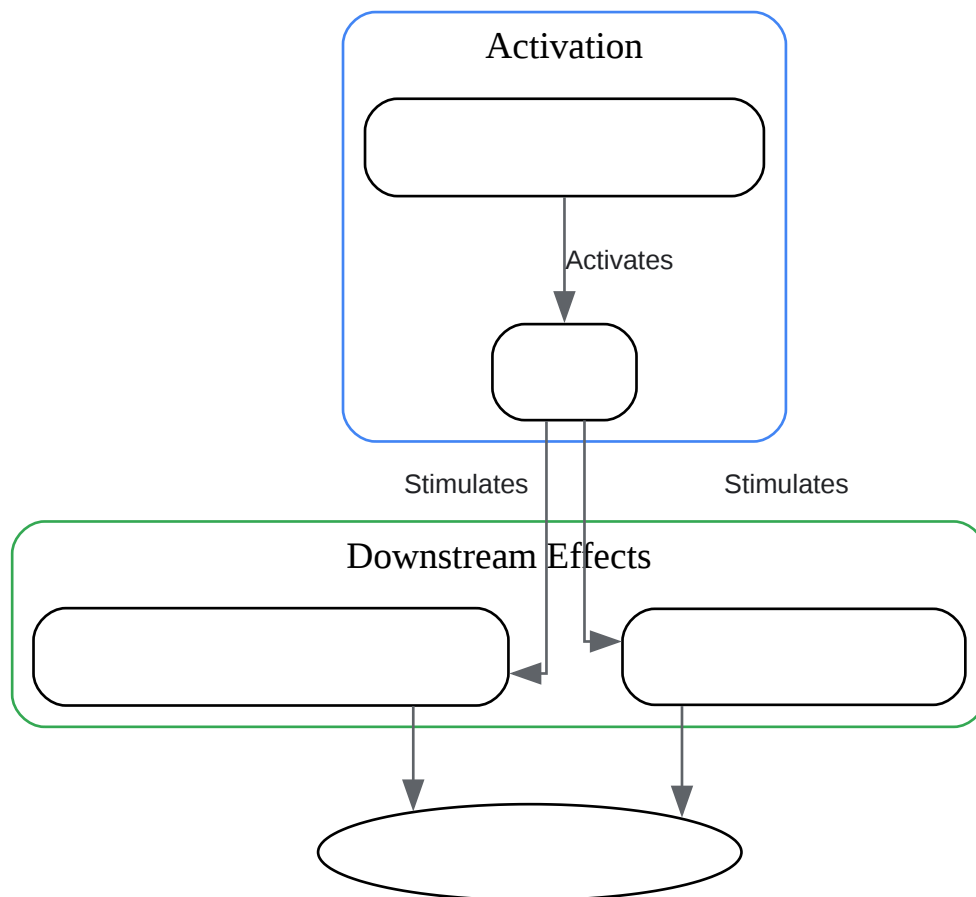 Activation
Activates
Stimulates
Stimulates
Downstream Effects